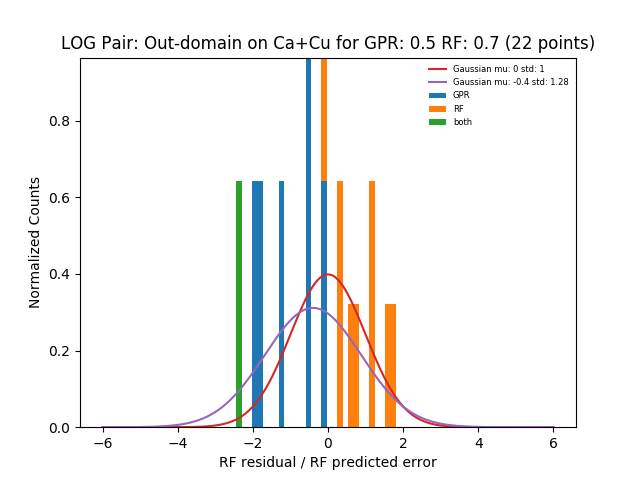 LOG Pair: Out-domain on Ca+Cu for GPR: 0.5 RF: 0.7 (22 points)
Gaussian mu: 0 std: 1
Gaussian mu: -0.4 std: 1.28
GPR
RF
both
Normalized Counts
0.8
0.6
0.4
0.2
0.0
−6 −4 −2 0 2 4 6
RF residual / RF predicted error